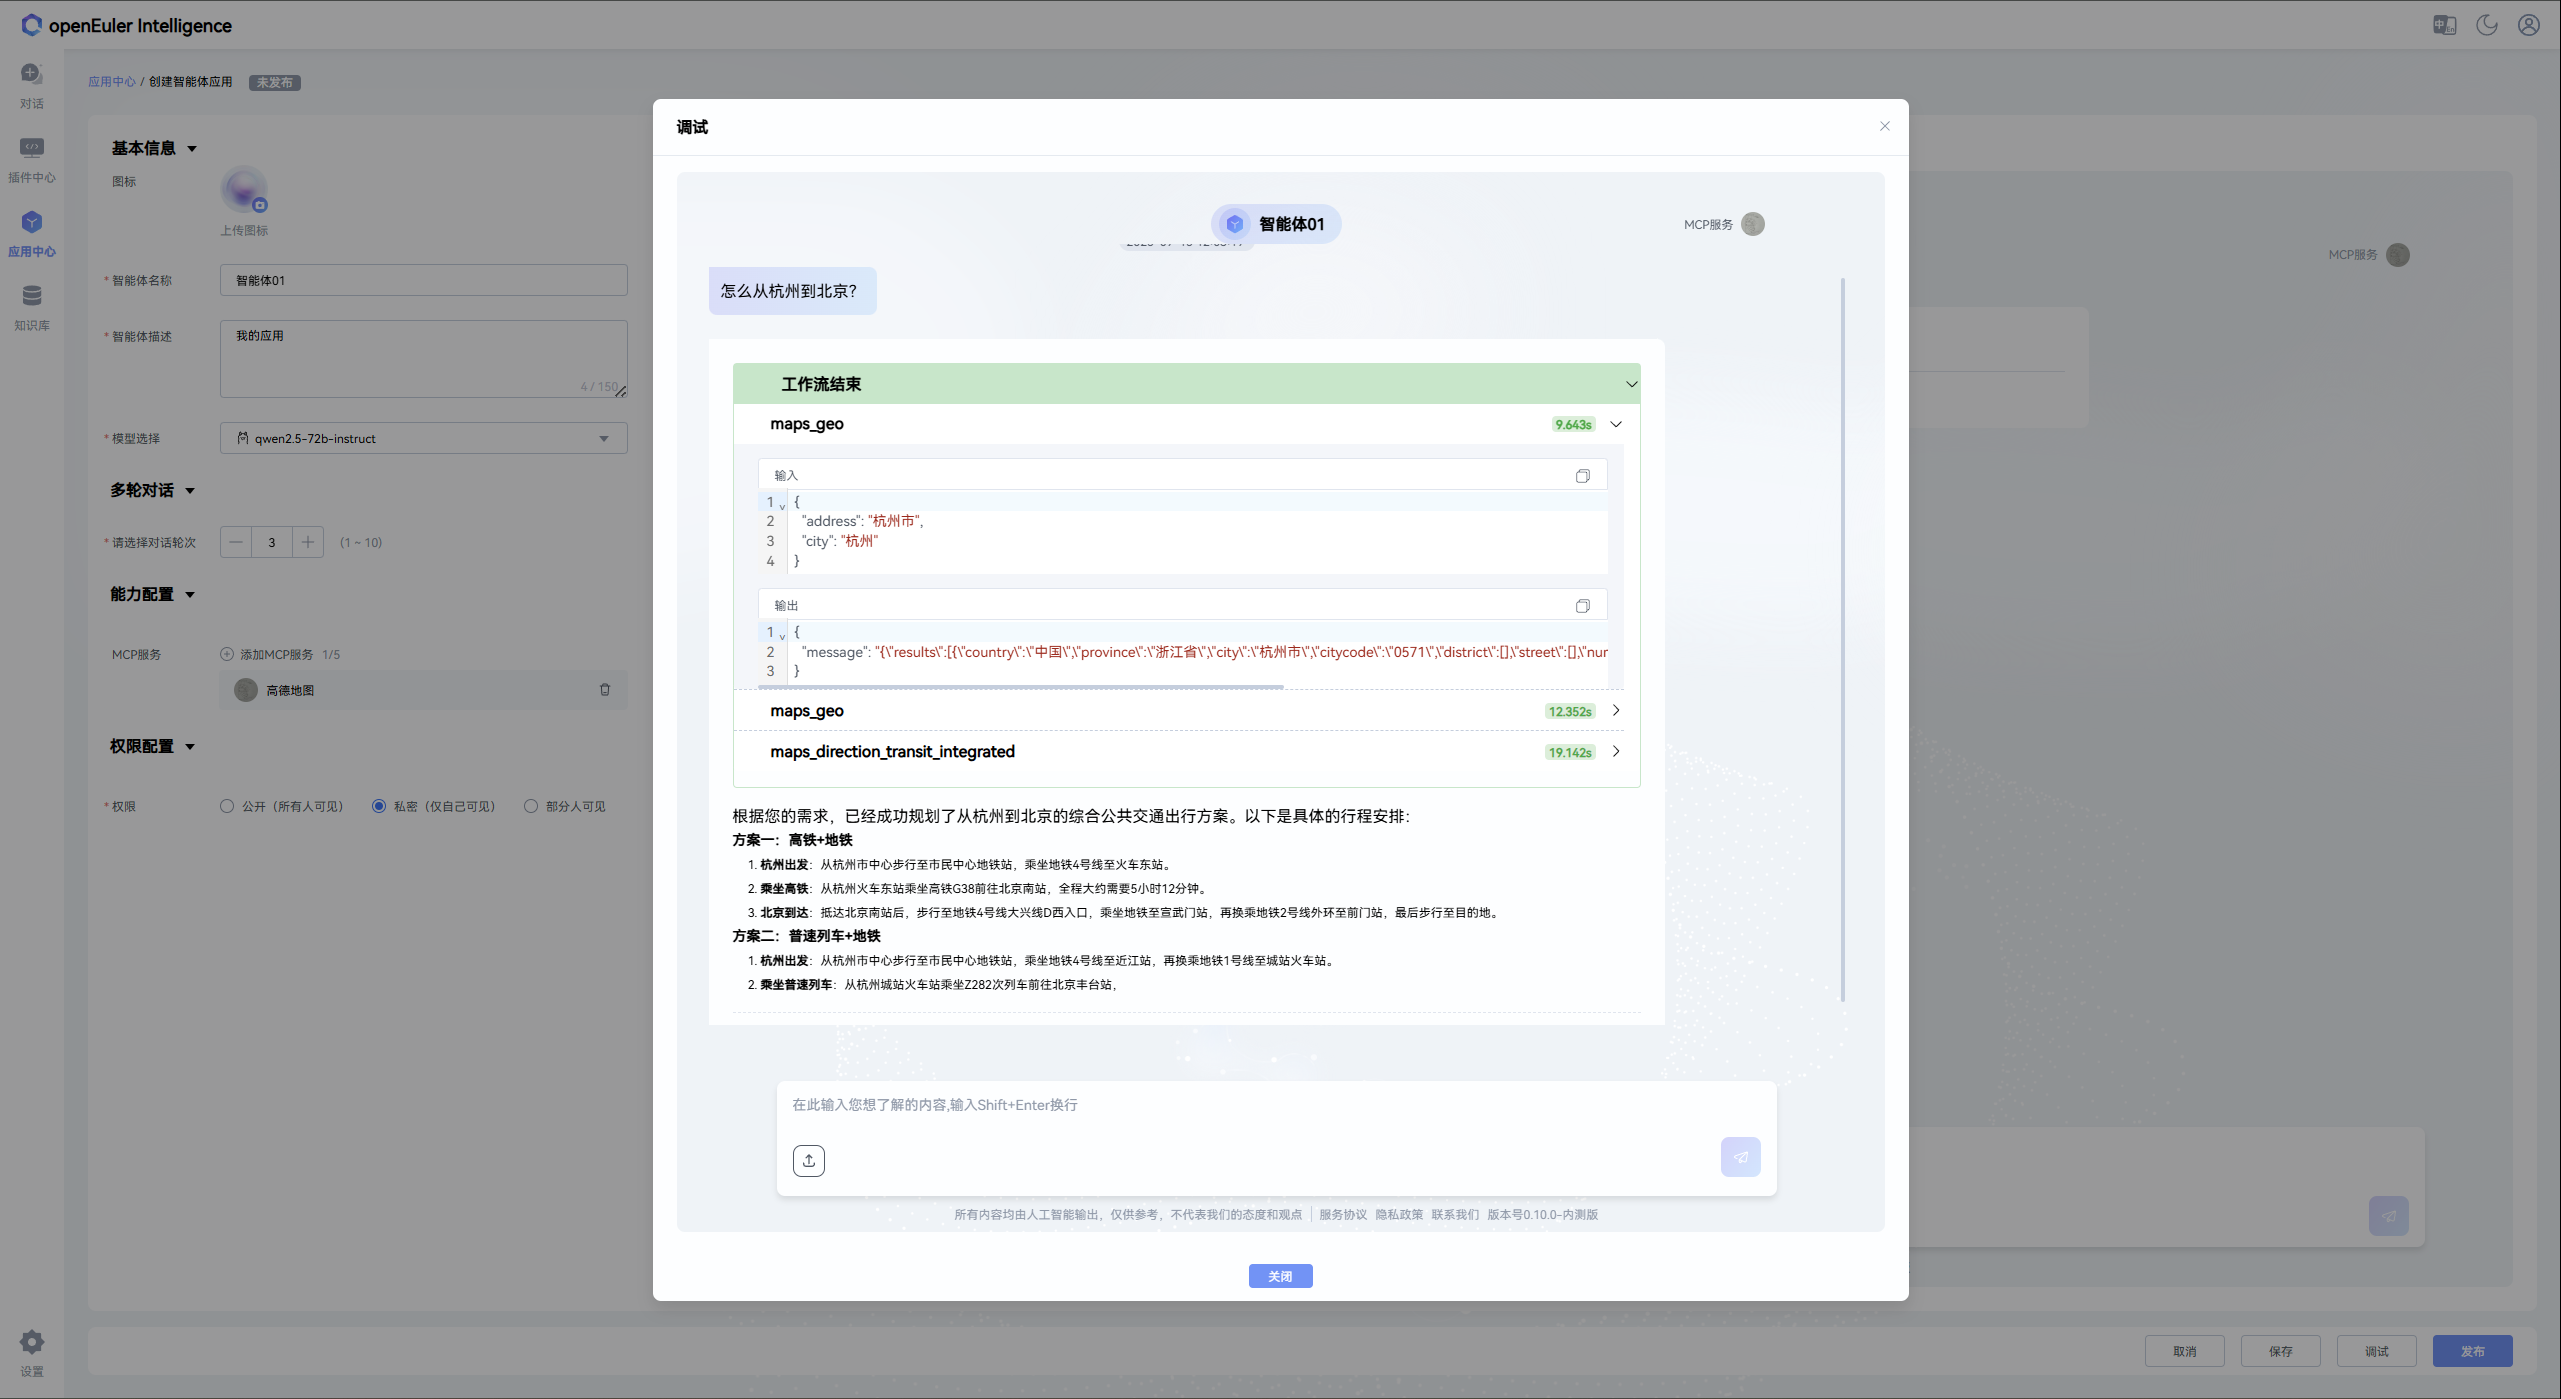 openEuler Intelligence
对话
插件中心
应用中心
知识库
设置
应用中心 / 创建智能体应用 未发布
基本信息
图标
上传图标
* 智能体名称 智能体01
* 智能体描述 我的应用
4 / 150
* 模型选择 qwen2.5-72b-instruct
多轮对话
* 请选择对话轮次 3 (1 ~ 10)
能力配置
MCP服务 添加MCP服务 1/5
高德地图
权限配置
* 权限 公开（所有人可见） 私密（仅自己可见） 部分人可见
MCP服务
取消 保存 调试 发布
调试
智能体01
MCP服务
怎么从杭州到北京？
工作流结束
maps_geo 9.643s
输入
1 {
2 "address": "杭州市",
3 "city": "杭州"
4 }
输出
1 {
2 "message": "{\"results\":[{\"country\":\"中国\",\"province\":\"浙江省\",\"city\":\"杭州市\",\"citycode\":\"0571\",\"district\":[],\"street\":[],\"nur
3 }
maps_geo 12.352s
maps_direction_transit_integrated 19.142s
根据您的需求，已经成功规划了从杭州到北京的综合公共交通出行方案。以下是具体的行程安排：
方案一：高铁+地铁
1. 杭州出发：从杭州市中心步行至市民中心地铁站，乘坐地铁4号线至火车东站。
2. 乘坐高铁：从杭州火车东站乘坐高铁G38前往北京南站，全程大约需要5小时12分钟。
3. 北京到达：抵达北京南站后，步行至地铁4号线大兴线D西入口，乘坐地铁至宣武门站，再换乘地铁2号线外环至前门站，最后步行至目的地。
方案二：普速列车+地铁
1. 杭州出发：从杭州市中心步行至市民中心地铁站，乘坐地铁4号线至近江站，再换乘地铁1号线至城站火车站。
2. 乘坐普速列车：从杭州城站火车站乘坐Z282次列车前往北京丰台站，
在此输入您想了解的内容,输入Shift+Enter换行
所有内容均由人工智能输出，仅供参考，不代表我们的态度和观点 服务协议 隐私政策 联系我们 版本号0.10.0-内测版
关闭